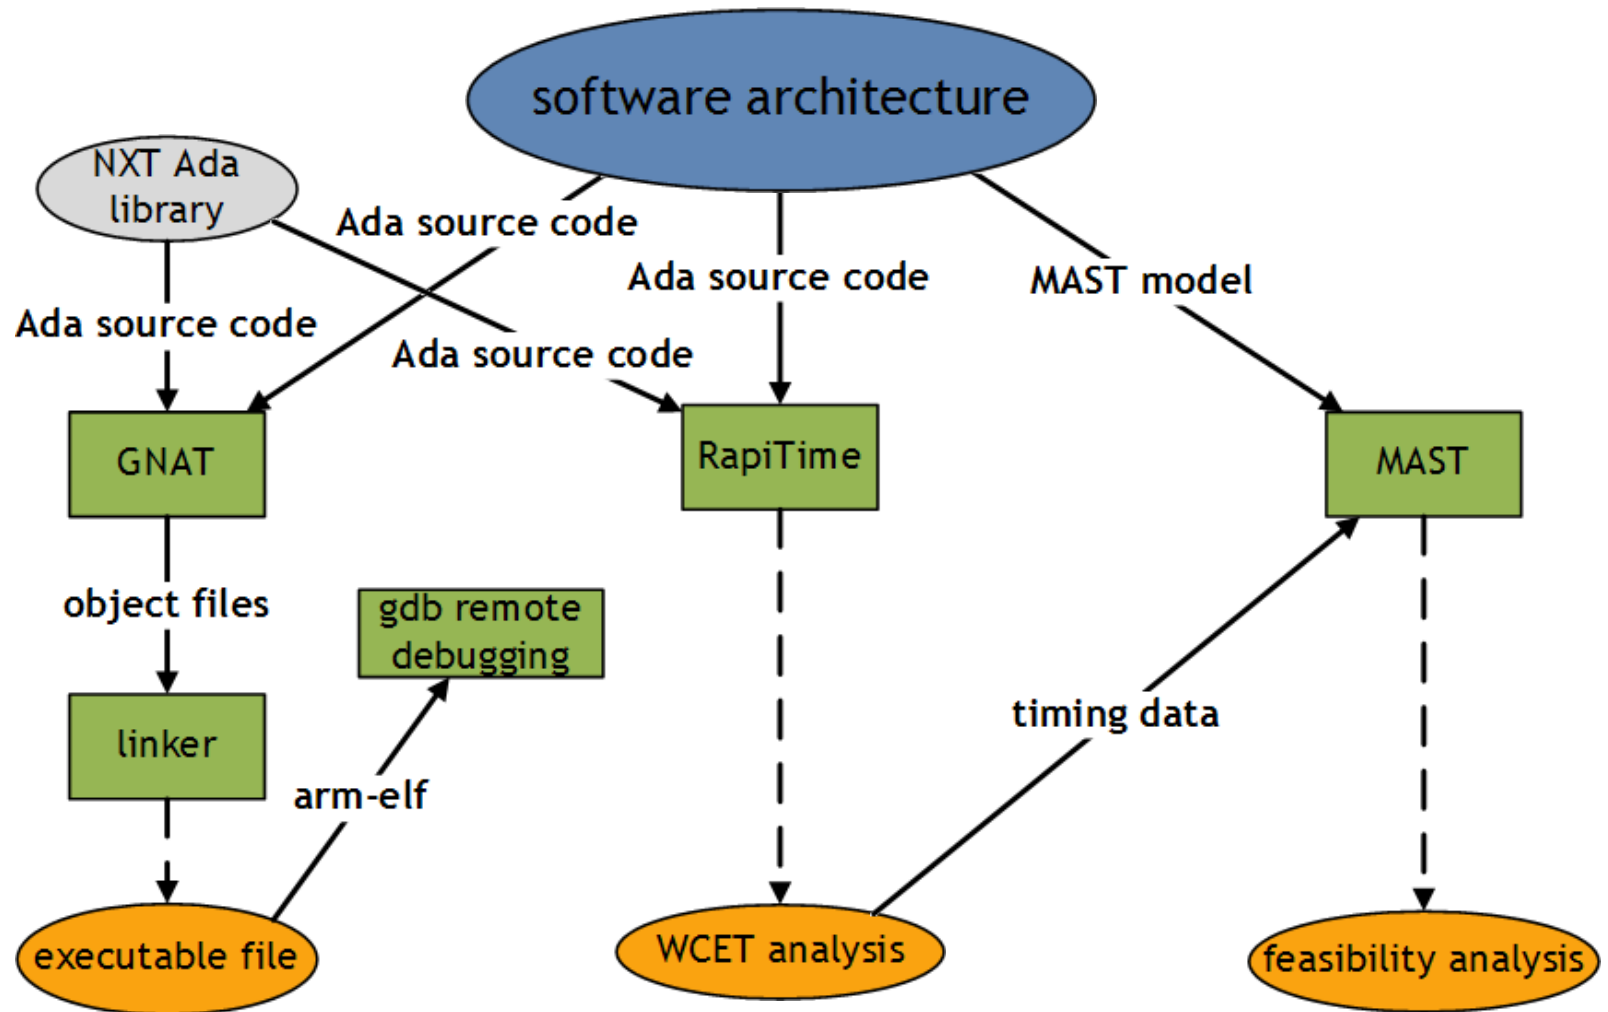 software architecture
NXT Ada
library
Ada source code
Ada source code
MAST model
Ada source code
Ada source code
GNAT
RapiTime
MAST
object files
gdb remote
debugging
linker
timing data
arm-elf
executable file
WCET analysis
feasibility analysis